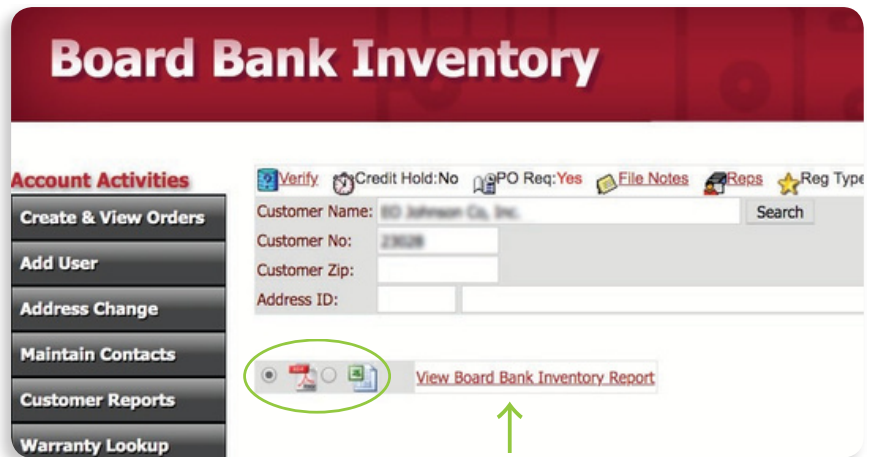 Board Bank Inventory
Account Activities
Create & View Orders
Add User
Address Change
Maintain Contacts
Customer Reports
Warranty Lookup
Verify Credit Hold:No PO Req:Yes File Notes Reps Reg Type
Customer Name: Search
Customer No:
Customer Zip:
Address ID:
View Board Bank Inventory Report